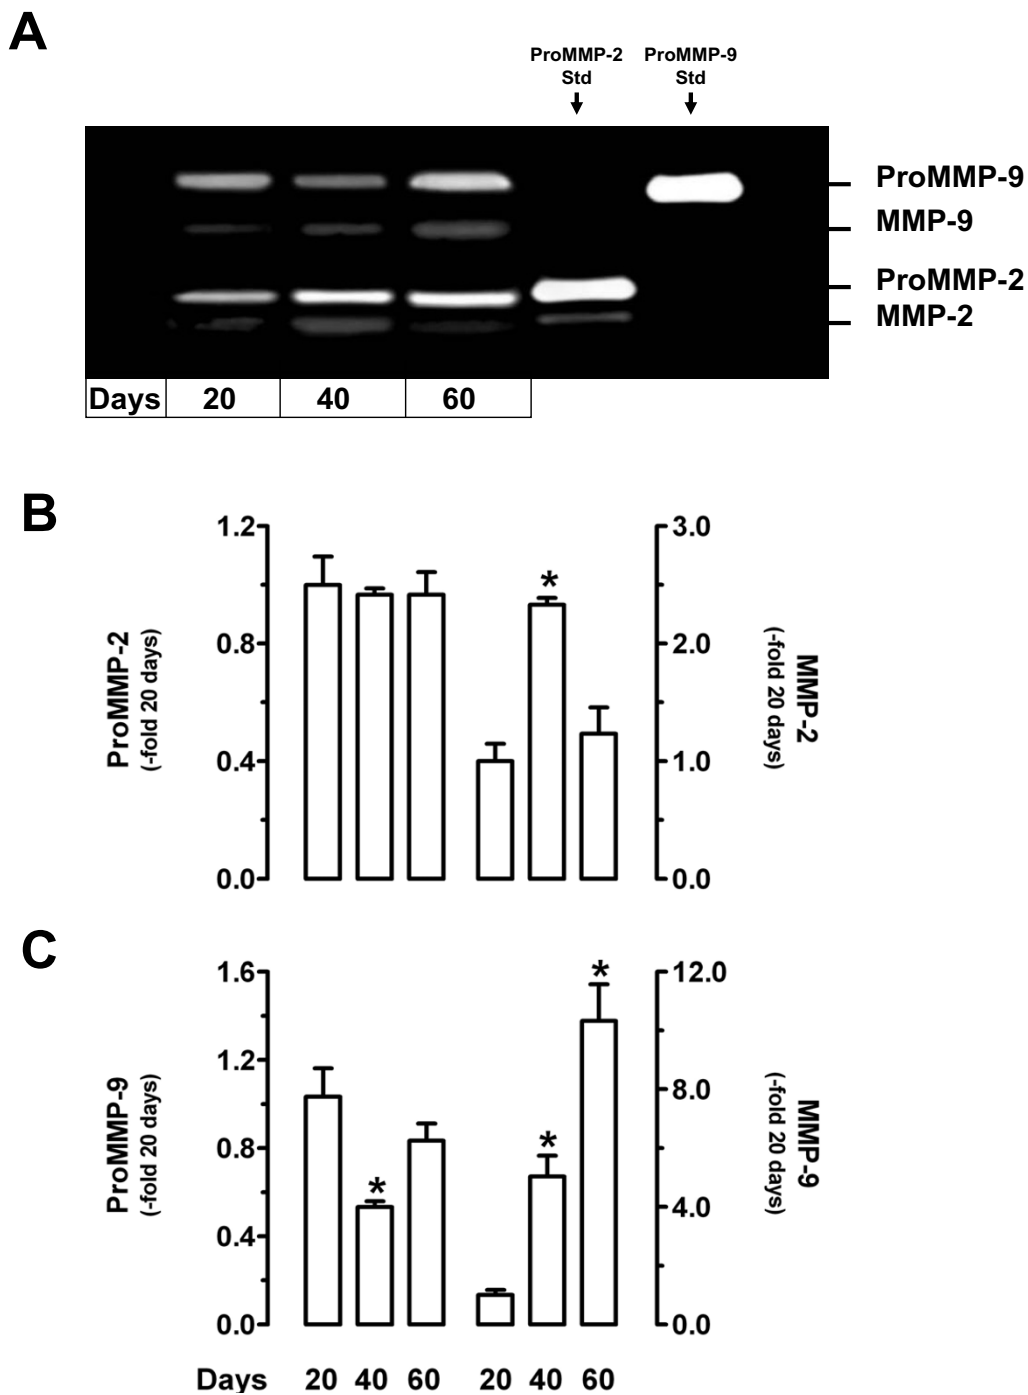 A
ProMMP-2 ProMMP-9
Std Std
ProMMP-9
MMP-9
ProMMP-2
MMP-2
Days 20 40 60
B
1.2
0.8
0.4
0.0
ProMMP-2
(-fold 20 days)
3.0
2.0
1.0
0.0
MMP-2
(-fold 20 days)
*
C
1.6
1.2
0.8
0.4
0.0
ProMMP-9
(-fold 20 days)
12.0
8.0
4.0
0.0
MMP-9
(-fold 20 days)
*
*
*
Days 20 40 60 20 40 60